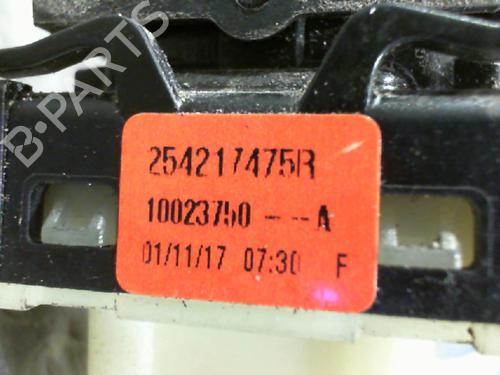 B-PARTS
254217475R
10023750 -- -A
01/11/17 07:30 F